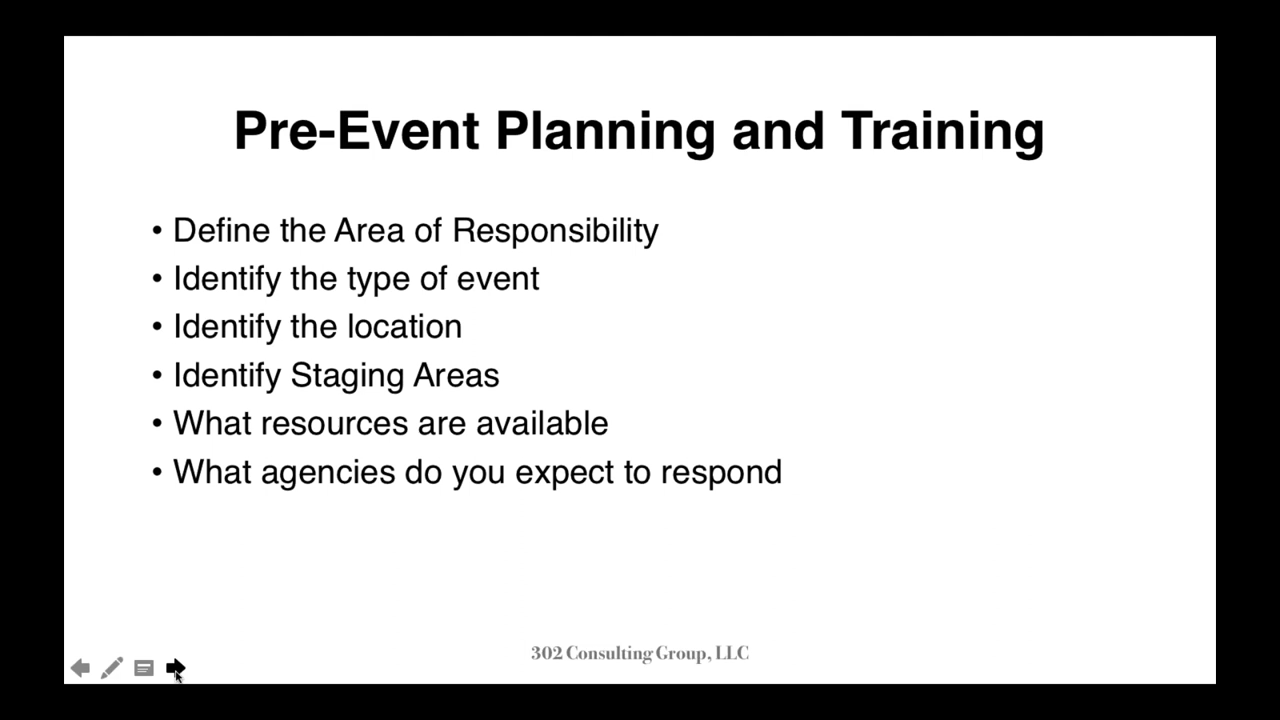 Pre-Event Planning and Training
• Define the Area of Responsibility
• Identify the type of event
• Identify the location
• Identify Staging Areas
• What resources are available
• What agencies do you expect to respond
302 Consulting Group, LLC